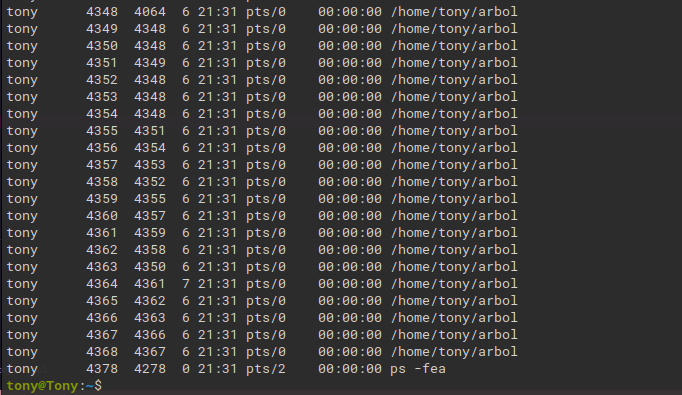 tony 4348 4064 6 21:31 pts/0 00:00:00 /home/tony/arbol
tony 4349 4348 6 21:31 pts/0 00:00:00 /home/tony/arbol
tony 4350 4348 6 21:31 pts/0 00:00:00 /home/tony/arbol
tony 4351 4349 6 21:31 pts/0 00:00:00 /home/tony/arbol
tony 4352 4348 6 21:31 pts/0 00:00:00 /home/tony/arbol
tony 4353 4348 6 21:31 pts/0 00:00:00 /home/tony/arbol
tony 4354 4348 6 21:31 pts/0 00:00:00 /home/tony/arbol
tony 4355 4351 6 21:31 pts/0 00:00:00 /home/tony/arbol
tony 4356 4354 6 21:31 pts/0 00:00:00 /home/tony/arbol
tony 4357 4353 6 21:31 pts/0 00:00:00 /home/tony/arbol
tony 4358 4352 6 21:31 pts/0 00:00:00 /home/tony/arbol
tony 4359 4355 6 21:31 pts/0 00:00:00 /home/tony/arbol
tony 4360 4357 6 21:31 pts/0 00:00:00 /home/tony/arbol
tony 4361 4359 6 21:31 pts/0 00:00:00 /home/tony/arbol
tony 4362 4358 6 21:31 pts/0 00:00:00 /home/tony/arbol
tony 4363 4350 6 21:31 pts/0 00:00:00 /home/tony/arbol
tony 4364 4361 7 21:31 pts/0 00:00:00 /home/tony/arbol
tony 4365 4362 6 21:31 pts/0 00:00:00 /home/tony/arbol
tony 4366 4363 6 21:31 pts/0 00:00:00 /home/tony/arbol
tony 4367 4366 6 21:31 pts/0 00:00:00 /home/tony/arbol
tony 4368 4367 6 21:31 pts/0 00:00:00 /home/tony/arbol
tony 4378 4278 0 21:31 pts/2 00:00:00 ps -fea
tony@Tony:~$